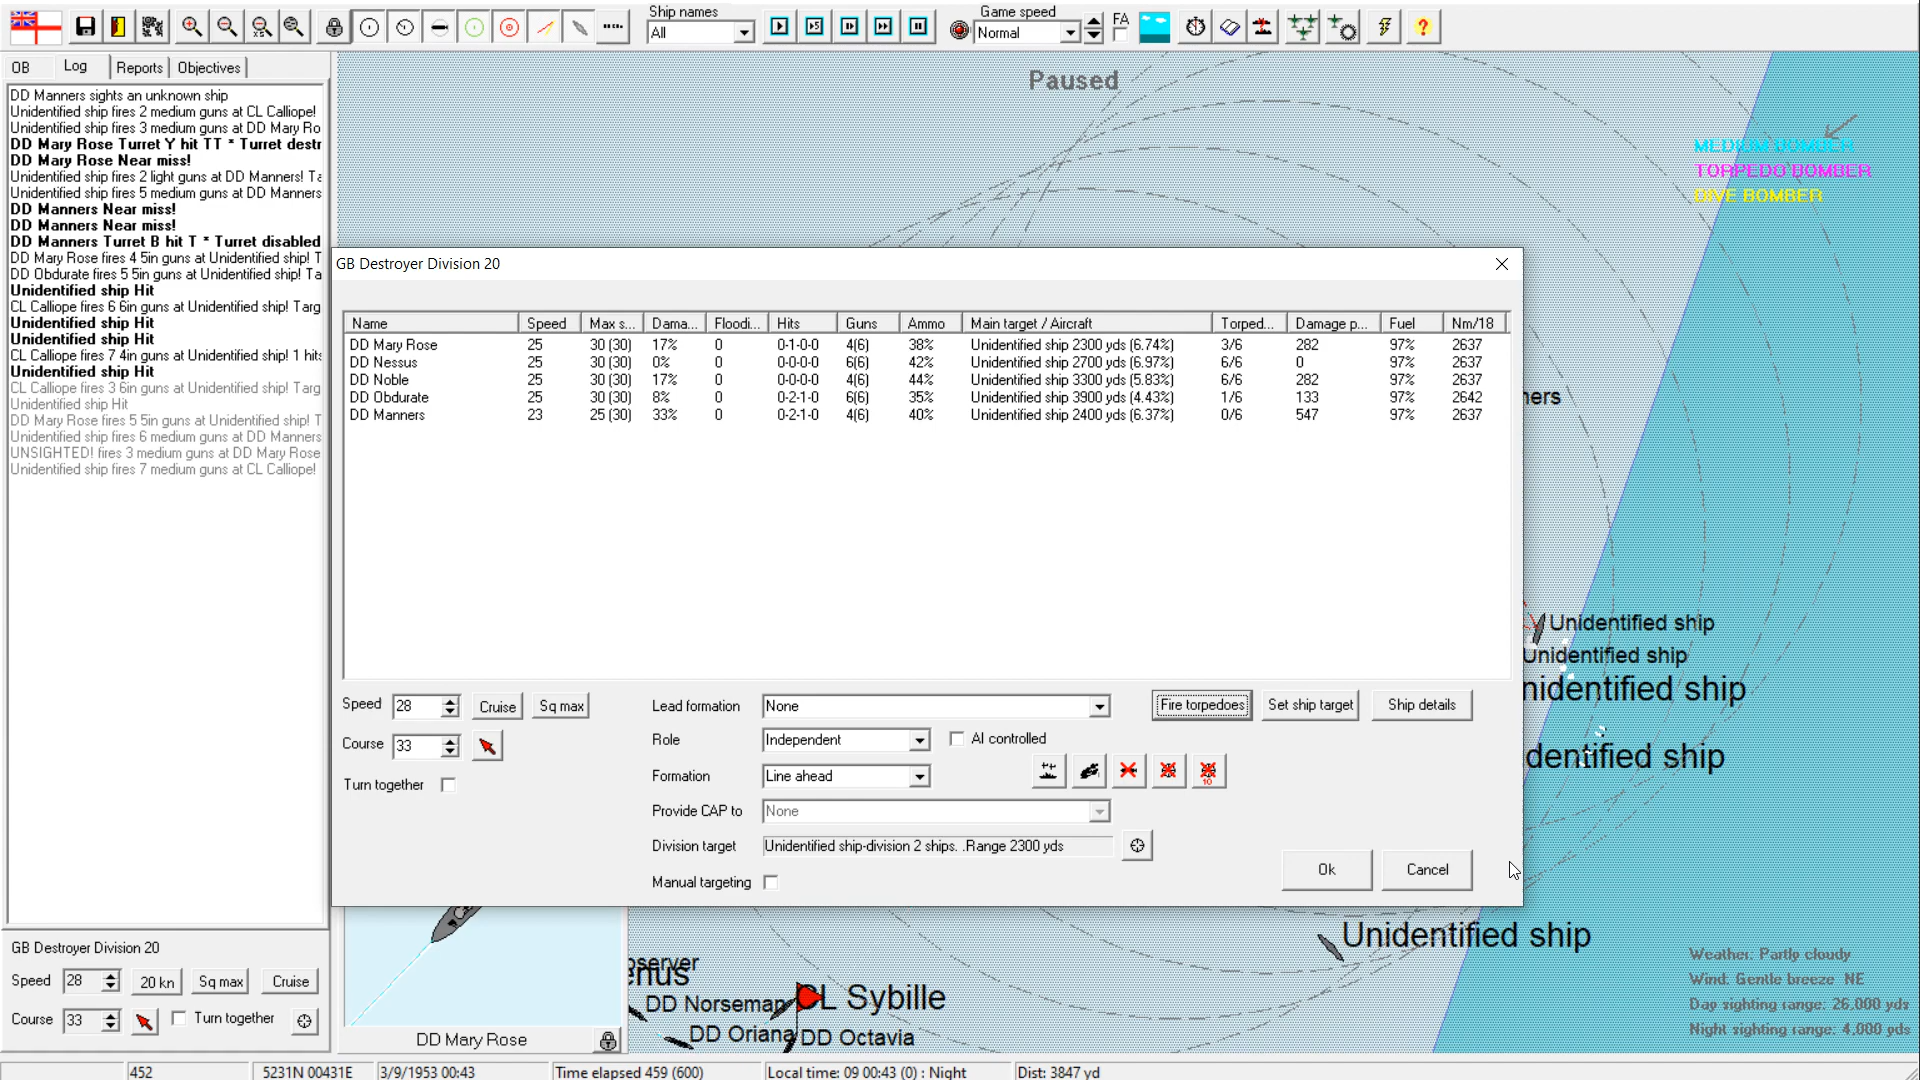 Ship names
All
Game speed
Normal
FA
OB Log Reports Objectives
DD Manners sights an unknown ship
Unidentified ship fires 2 medium guns at CL Calliope!
Unidentified ship fires 3 medium guns at DD Mary Ro
DD Mary Rose Turret Y hit TT * Turret destr
DD Mary Rose Near miss!
Unidentified ship fires 2 light guns at DD Manners! Ta
Unidentified ship fires 5 medium guns at DD Manners
DD Manners Near miss!
DD Manners Near miss!
DD Manners Turret B hit T * Turret disabled
DD Mary Rose fires 4 5in guns at Unidentified ship! T
DD Obdurate fires 5 5in guns at Unidentified ship! Ta
Unidentified ship Hit
CL Calliope fires 6 6in guns at Unidentified ship! Targ
Unidentified ship Hit
Unidentified ship Hit
CL Calliope fires 7 4in guns at Unidentified ship! 1 hits
Unidentified ship Hit
CL Calliope fires 3 6in guns at Unidentified ship! Targ
Unidentified ship Hit
DD Mary Rose fires 5 5in guns at Unidentified ship! T
Unidentified ship fires 6 medium guns at DD Manners
UNSIGHTED! fires 3 medium guns at DD Mary Rose
Unidentified ship fires 7 medium guns at CL Calliope!
Paused
MEDIUM BOMBER
TORPEDO BOMBER
DIVE BOMBER
GB Destroyer Division 20
Name Speed Max s... Dama... Floodi... Hits Guns Ammo Main target / Aircraft Torped... Damage p... Fuel Nm/18
DD Mary Rose 25 30 (30) 17% 0 0-1-0-0 4(6) 38% Unidentified ship 2300 yds (6.74%) 3/6 282 97% 2637
DD Nessus 25 30 (30) 0% 0 0-0-0-0 6(6) 42% Unidentified ship 2700 yds (6.97%) 6/6 0 97% 2637
DD Noble 25 30 (30) 17% 0 0-0-0-0 4(6) 44% Unidentified ship 3300 yds (5.83%) 6/6 282 97% 2637
DD Obdurate 25 30 (30) 8% 0 0-2-1-0 6(6) 35% Unidentified ship 3900 yds (4.43%) 1/6 133 97% 2642
DD Manners 23 25 (30) 33% 0 0-2-1-0 4(6) 40% Unidentified ship 2400 yds (6.37%) 0/6 547 97% 2637
Speed 28 Cruise Sq max
Course 33
Turn together
Lead formation None
Role Independent AI controlled
Formation Line ahead
Provide CAP to None
Division target Unidentified ship-division 2 ships. .Range 2300 yds
Manual targeting
Fire torpedoes Set ship target Ship details
10
Ok Cancel
ners
Unidentified ship
Unidentified ship
nidentified ship
dentified ship
Unidentified ship
server
enus
DD Norseman
CL Sybille
DD Oriana
DD Octavia
Weather: Partly cloudy
Wind: Gentle breeze NE
Day sighting range: 26,000 yds
Night sighting range: 4,000 yds
GB Destroyer Division 20
Speed 28 20 kn Sq max Cruise
Course 33 Turn together
DD Mary Rose
452 5231N 00431E 3/9/1953 00:43 Time elapsed 459 (600) Local time: 09 00:43 (0) : Night Dist: 3847 yd